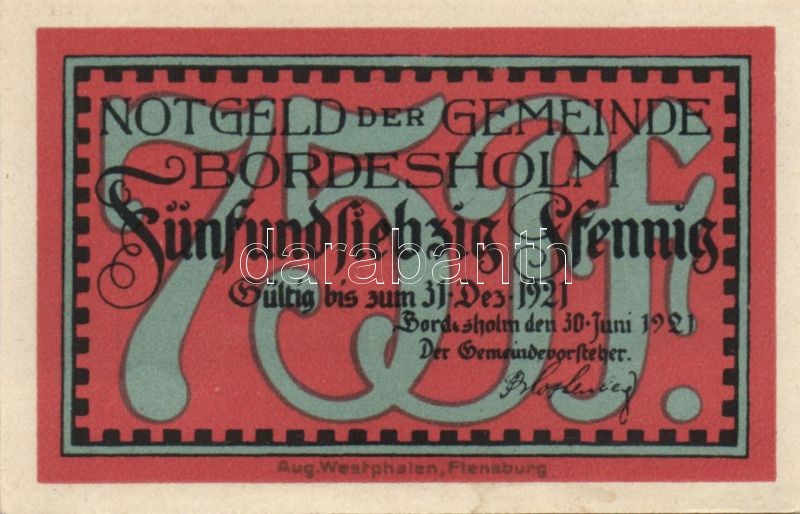 75 Pf.
NOTGELD DER GEMEINDE
BORDESHOLM
Fünfundsiebzig Pfennig
Gültig bis zum 31·Dez·1921
Bordesholm den 30·Juni 1921
Der Gemeindevorsteher.
Aug. Westphalen, Flensburg
darabanth